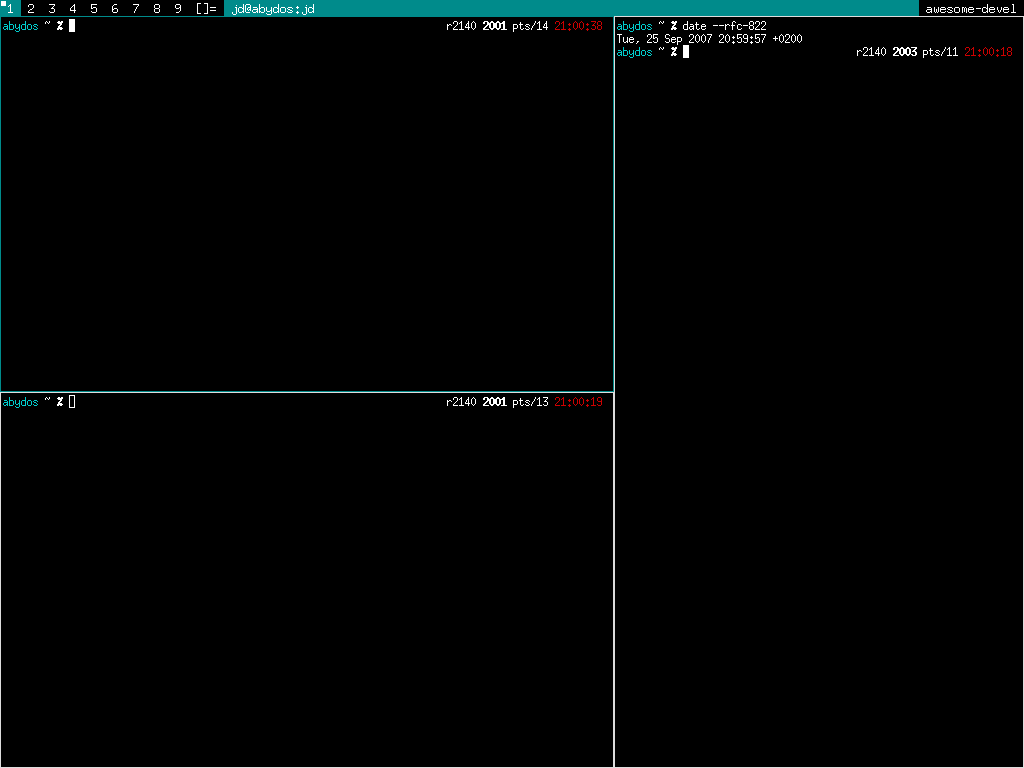 1 2 3 4 5 6 7 8 9 []= jd@abydos:jd awesome-devel
abydos ~ % r2140 2001 pts/14 21:00:38
abydos ~ % date --rfc-822
Tue, 25 Sep 2007 20:59:57 +0200
abydos ~ % r2140 2003 pts/11 21:00:18
abydos ~ % r2140 2001 pts/13 21:00:19